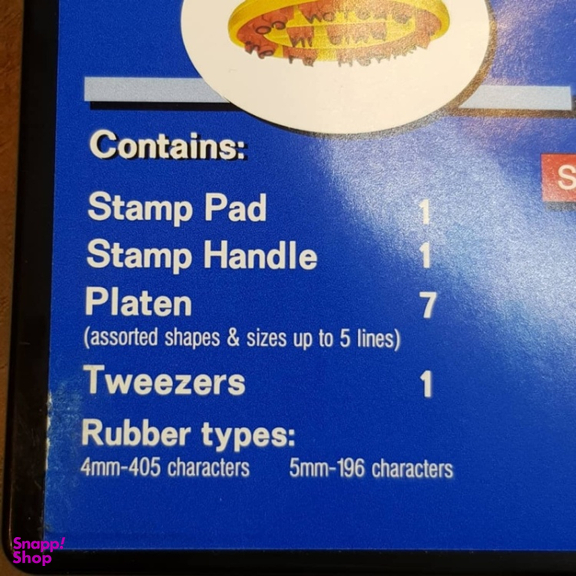 Contains:
Stamp Pad 1
Stamp Handle 1
Platen 7
(assorted shapes & sizes up to 5 lines)
Tweezers 1
Rubber types:
4mm-405 characters 5mm-196 characters
S
Snapp!
Shop